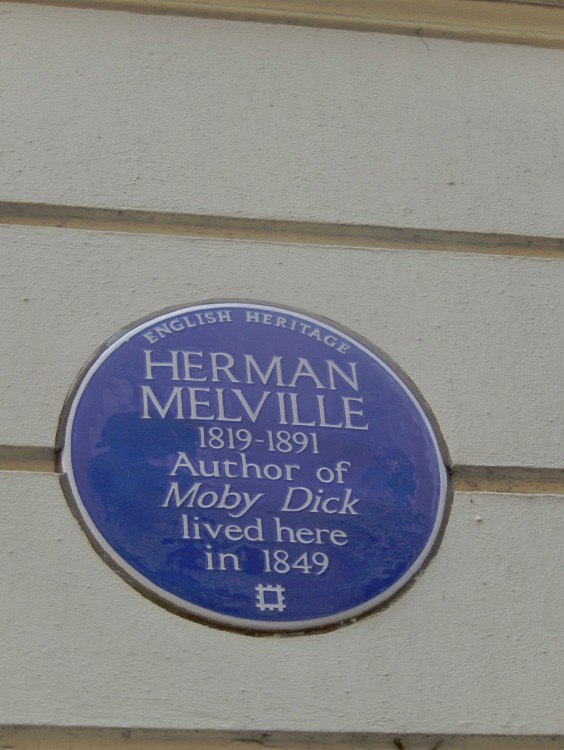 ENGLISH HERITAGE
HERMAN
MELVILLE
1819-1891
Author of
Moby Dick
lived here
in 1849